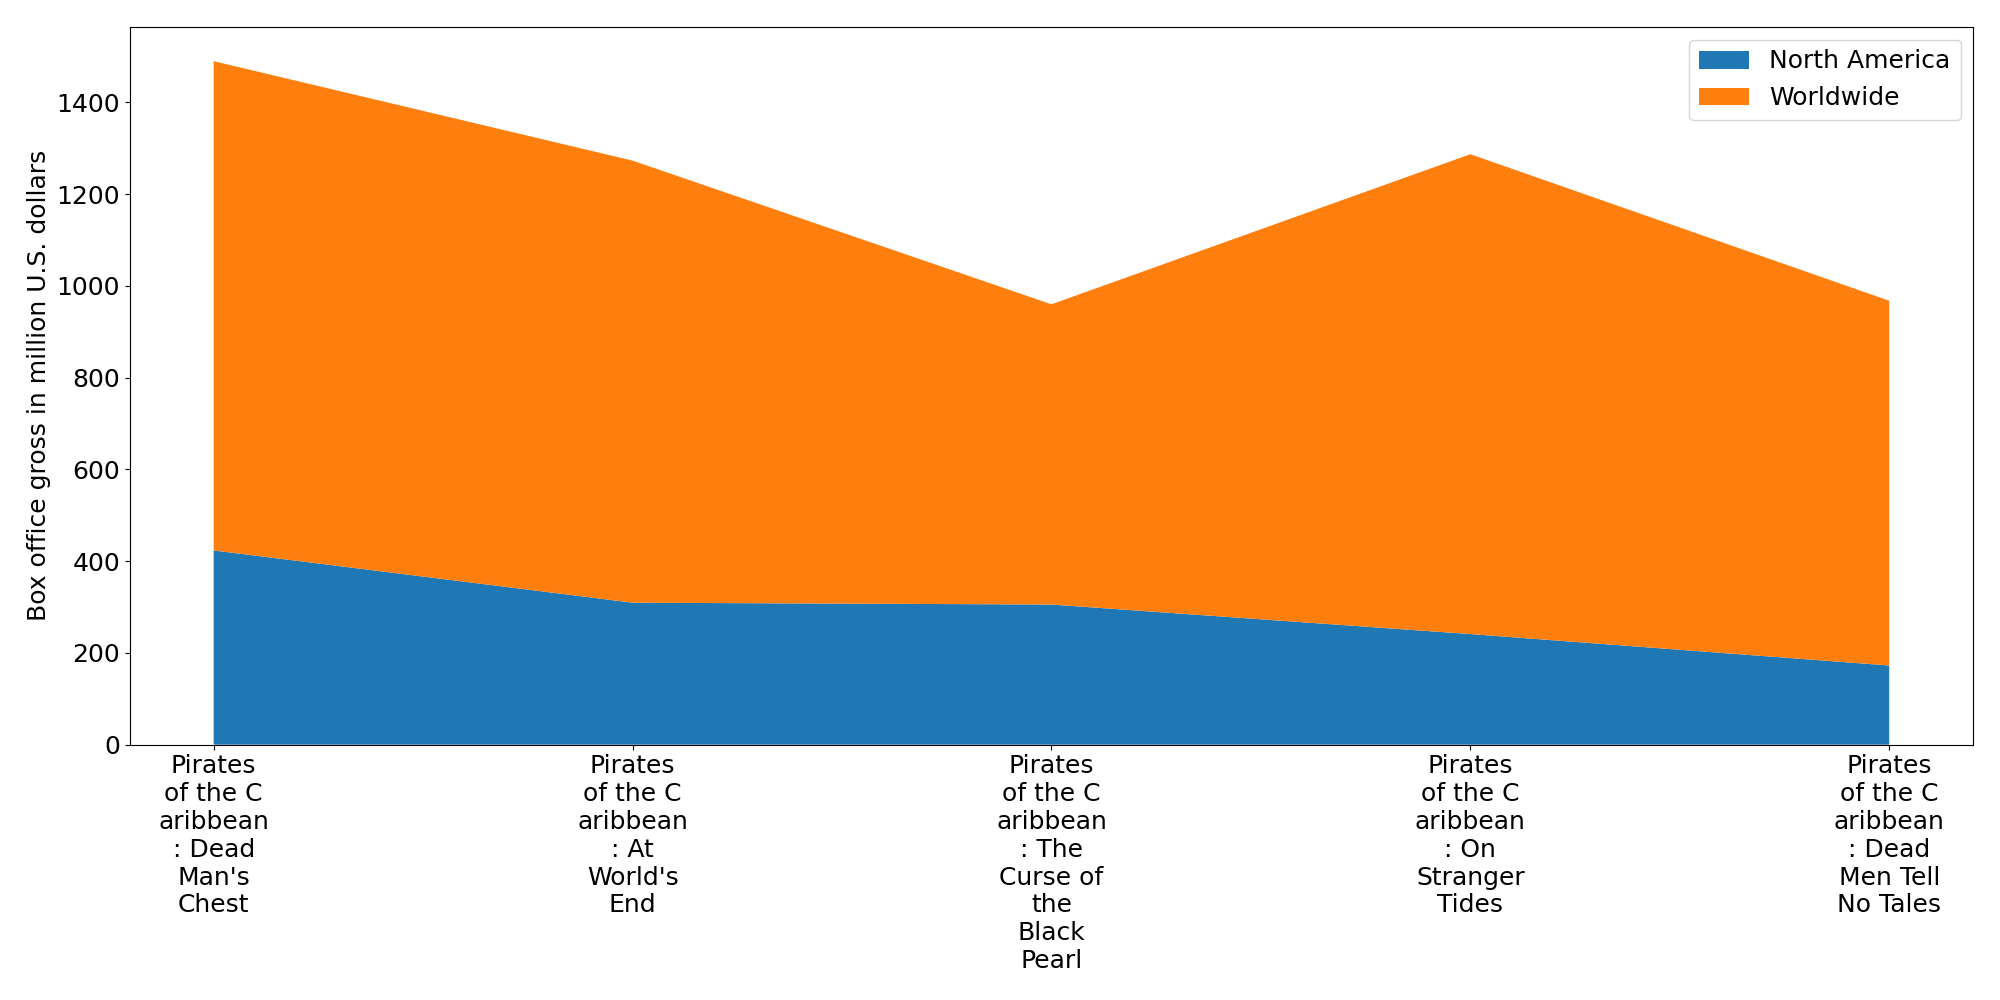 North America
Worldwide
Box office gross in million U.S. dollars
1400
1200
1000
800
600
400
200
0
Pirates
of the C
aribbean
: Dead
Man's
Chest
Pirates
of the C
aribbean
: At
World's
End
Pirates
of the C
aribbean
: The
Curse of
the
Black
Pearl
Pirates
of the C
aribbean
: On
Stranger
Tides
Pirates
of the C
aribbean
: Dead
Men Tell
No Tales